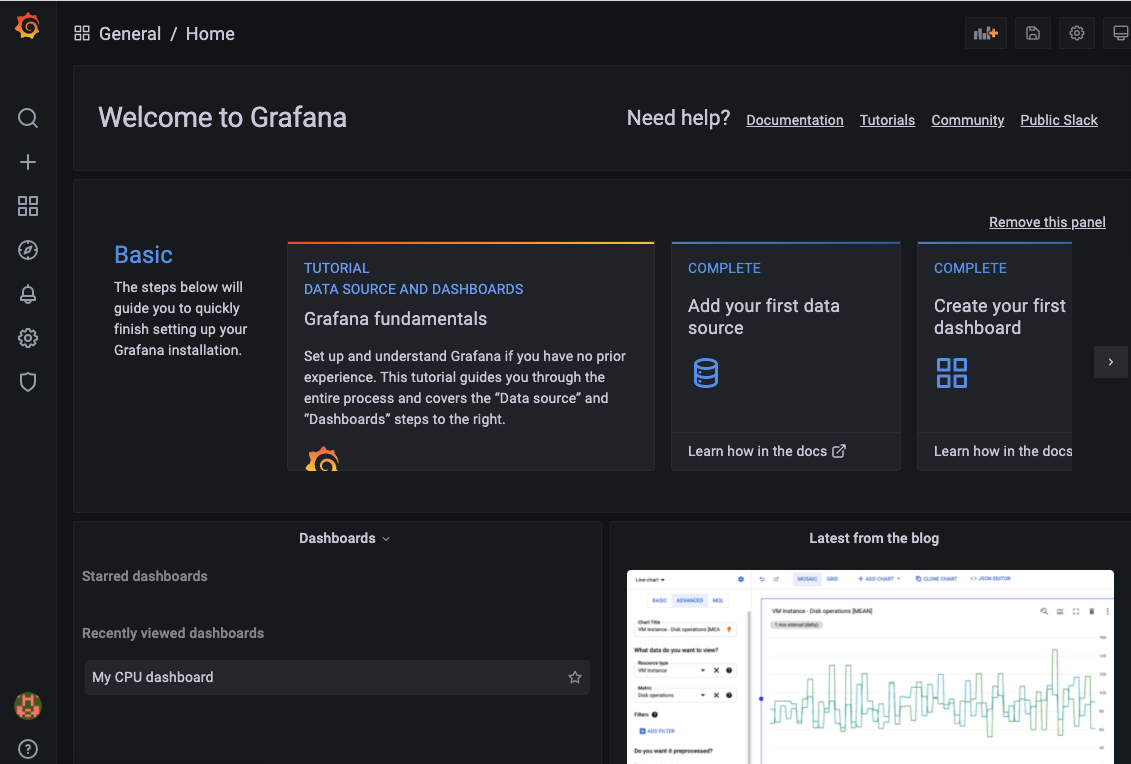 General / Home
Welcome to Grafana
Need help? Documentation Tutorials Community Public Slack
Remove this panel
Basic
The steps below will
guide you to quickly
finish setting up your
Grafana installation.
TUTORIAL
DATA SOURCE AND DASHBOARDS
Grafana fundamentals
Set up and understand Grafana if you have no prior
experience. This tutorial guides you through the
entire process and covers the “Data source” and
“Dashboards” steps to the right.
COMPLETE
Add your first data
source
Learn how in the docs
COMPLETE
Create your first
dashboard
Learn how in the docs
Dashboards
Starred dashboards
Recently viewed dashboards
My CPU dashboard
Latest from the blog
Line chart
MOSAIC GRID + ADD CHART CLONE CHART <> JSON EDITOR
BASIC ADVANCED MQL
Chart Title
VM Instance - Disk operations [MEAN
What data do you want to view?
Resource type
VM Instance
Metric
Disk operations
Filters
ADD FILTER
Do you want it preprocessed?
VM Instance - Disk operations [MEAN]
1 min interval (delta)